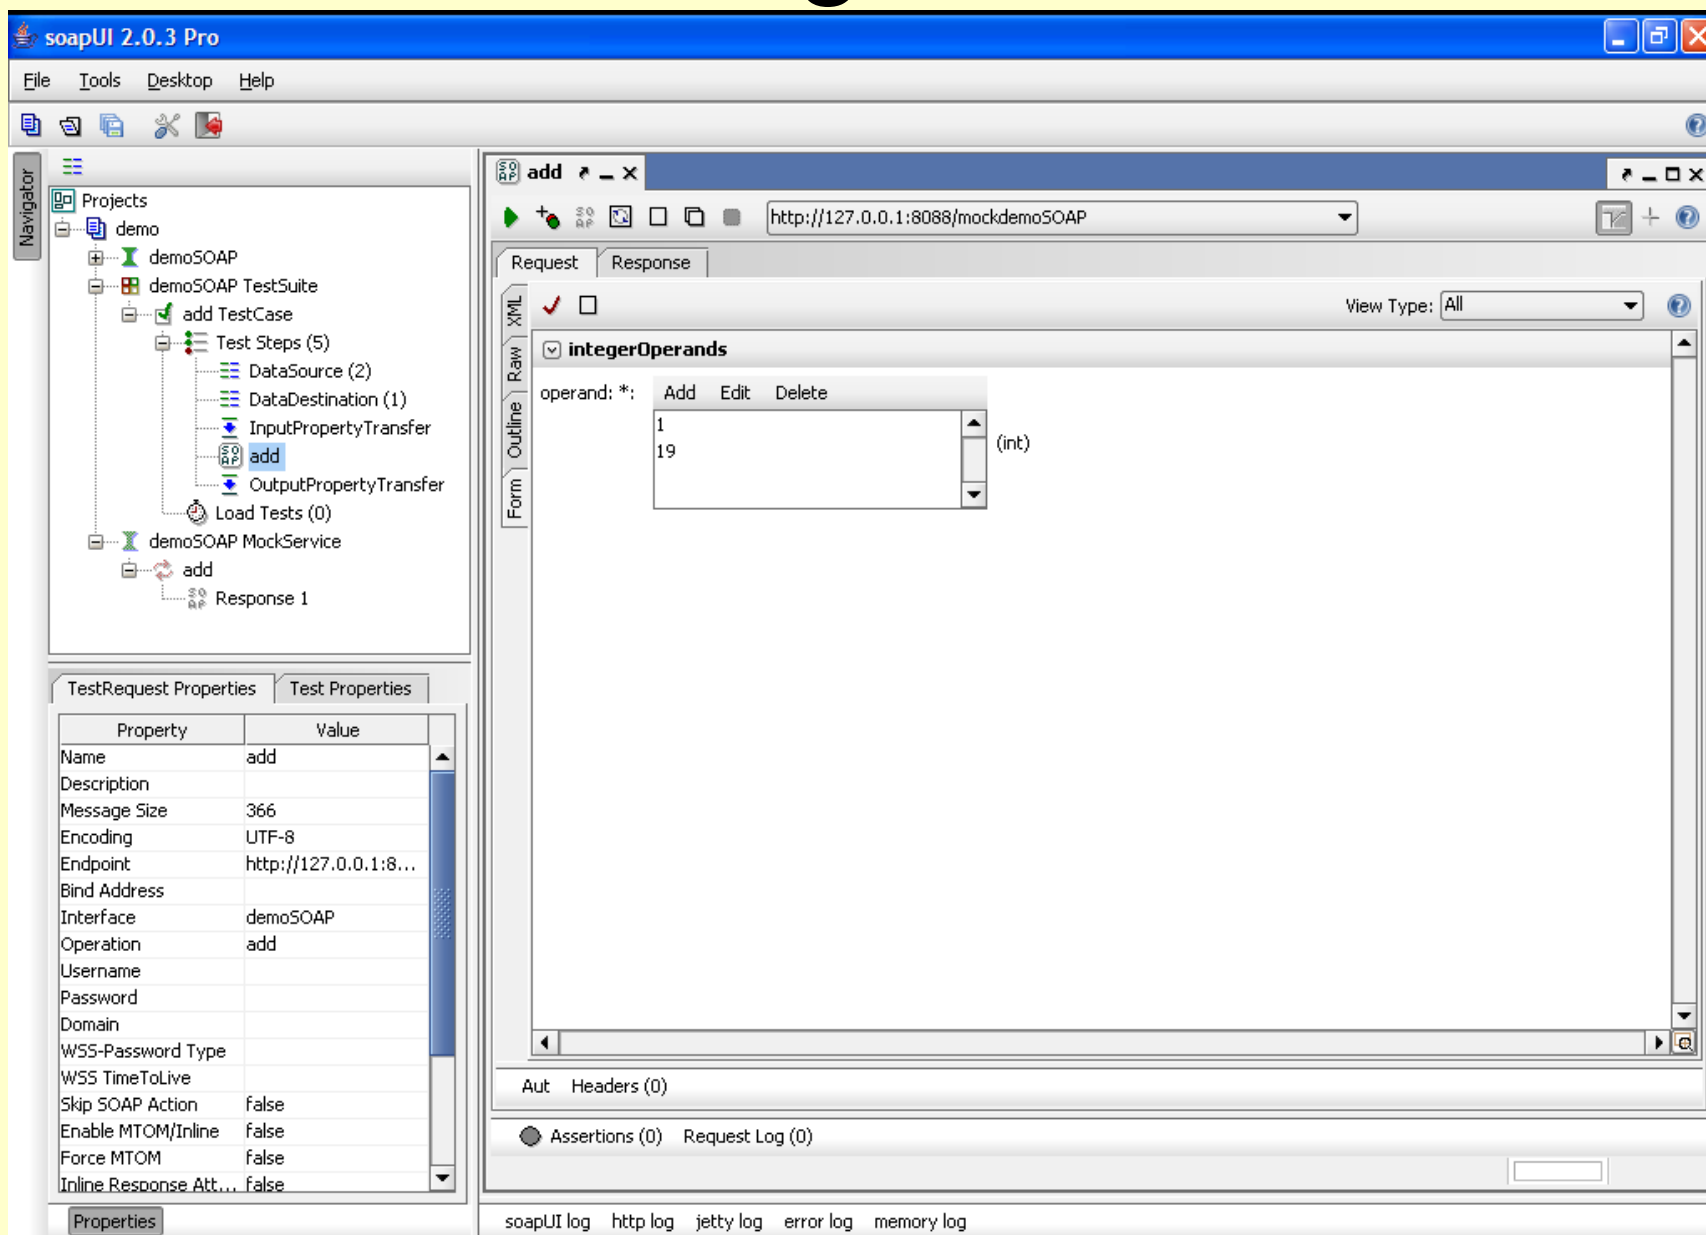 soapUI 2.0.3 Pro
File Tools Desktop Help
Navigator
Projects
demo
demoSOAP
demoSOAP TestSuite
add TestCase
Test Steps (5)
DataSource (2)
DataDestination (1)
InputPropertyTransfer
add
OutputPropertyTransfer
Load Tests (0)
demoSOAP MockService
add
Response 1
TestRequest Properties Test Properties
Property Value
Name add
Description
Message Size 366
Encoding UTF-8
Endpoint http://127.0.0.1:8...
Bind Address
Interface demoSOAP
Operation add
Username
Password
Domain
WSS-Password Type
WSS TimeToLive
Skip SOAP Action false
Enable MTOM/Inline false
Force MTOM false
Inline Response Att... false
Properties
add
http://127.0.0.1:8088/mockdemoSOAP
Request Response
XML
Raw
Outline
Form
View Type: All
integerOperands
operand: *: Add Edit Delete
1
19
(int)
Aut Headers (0)
Assertions (0) Request Log (0)
soapUI log http log jetty log error log memory log